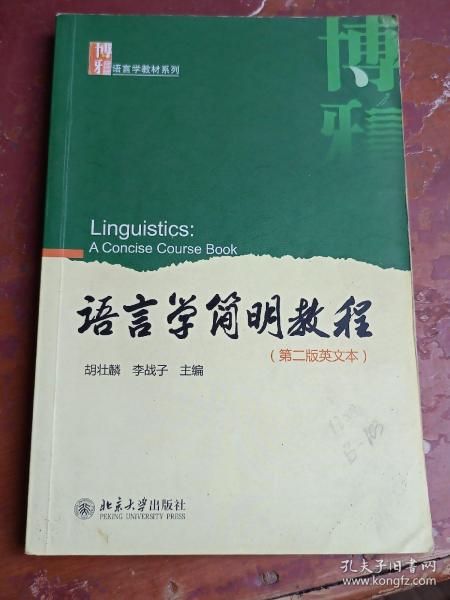 博雅
语言学教材系列
博雅
Linguistics:
A Concise Course Book
语言学简明教程
(第二版英文本)
胡壮麟 李战子 主编
北京大学出版社
PEKING UNIVERSITY PRESS
孔夫子旧书网
www.kongfz.com